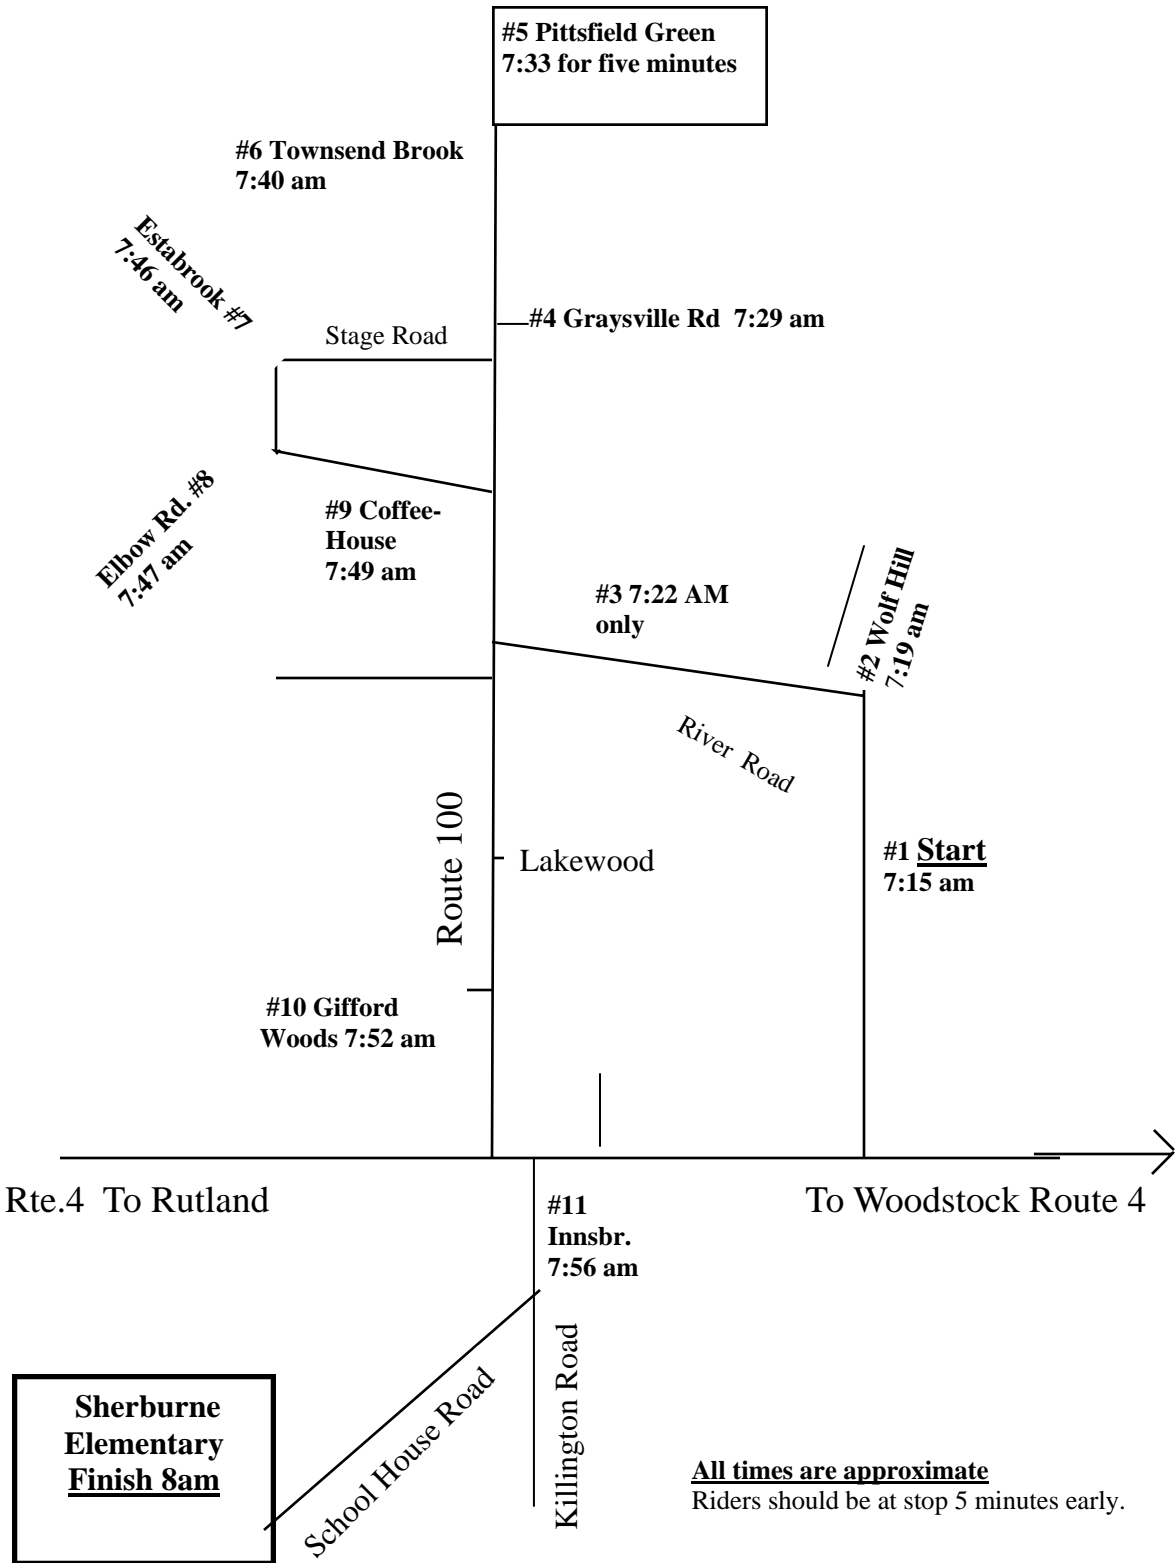 #5 Pittsfield Green
7:33 for five minutes
#6 Townsend Brook
7:40 am
Estabrook #7
7:46 am
#4 Graysville Rd  7:29 am
Stage Road
Elbow Rd. #8
7:47 am
#9 Coffee-
House
7:49 am
#3 7:22 AM
only
#2 Wolf Hill
7:19 am
River Road
Route 100
Lakewood
#1 Start
7:15 am
#10 Gifford
Woods 7:52 am
Rte.4  To Rutland
To Woodstock Route 4
#11
Innsbr.
7:56 am
Killington Road
School House Road
Sherburne
Elementary
Finish 8am
All times are approximate
Riders should be at stop 5 minutes early.